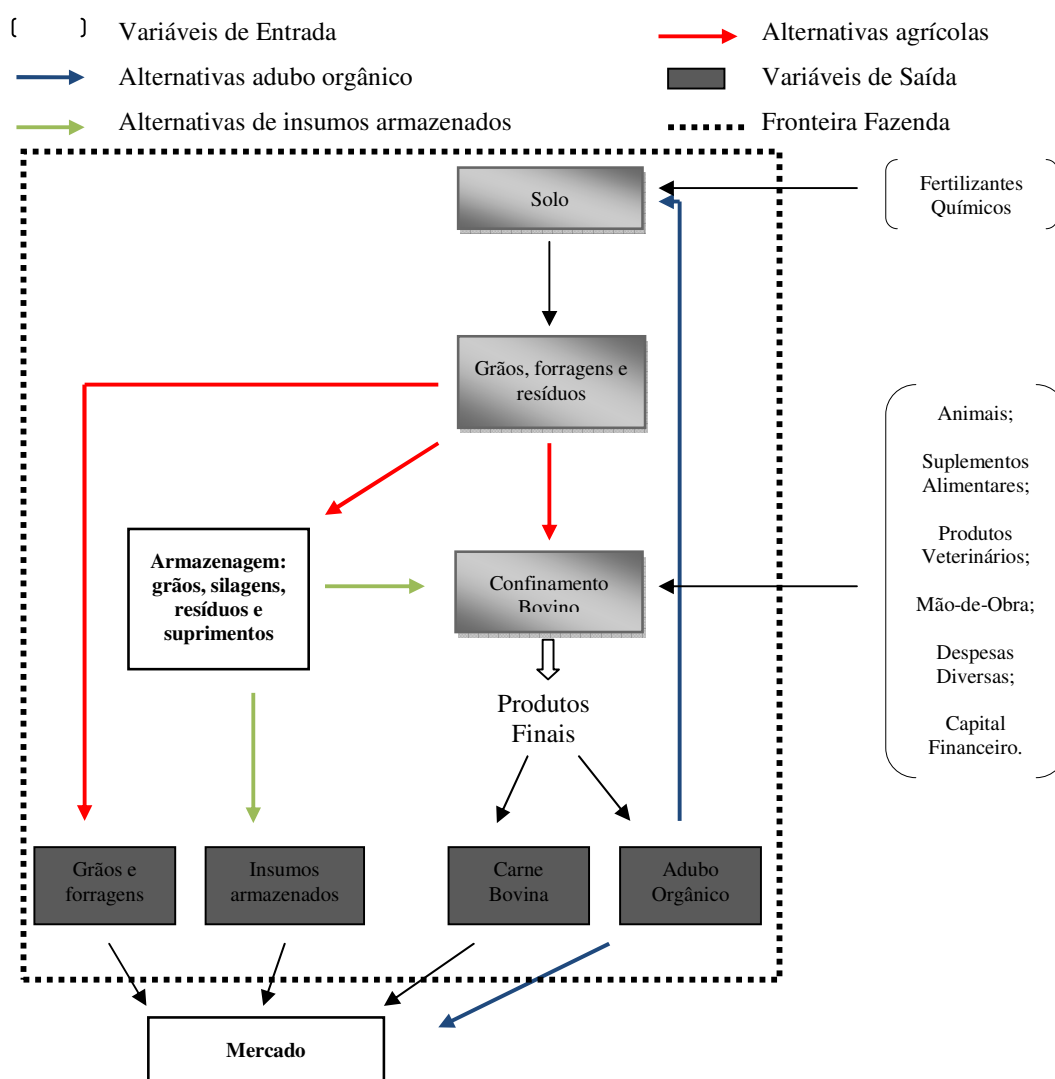 Variáveis de Entrada
Alternativas agrícolas
Alternativas adubo orgânico
Variáveis de Saída
Alternativas de insumos armazenados
Fronteira Fazenda
Solo
Fertilizantes
Químicos
Grãos, forragens e
resíduos
Animais;
Suplementos
Alimentares;
Produtos
Veterinários;
Mão-de-Obra;
Despesas
Diversas;
Capital
Financeiro.
Armazenagem:
grãos, silagens,
resíduos e
suprimentos
Confinamento
Bovino
Produtos
Finais
Grãos e
forragens
Insumos
armazenados
Carne
Bovina
Adubo
Orgânico
Mercado